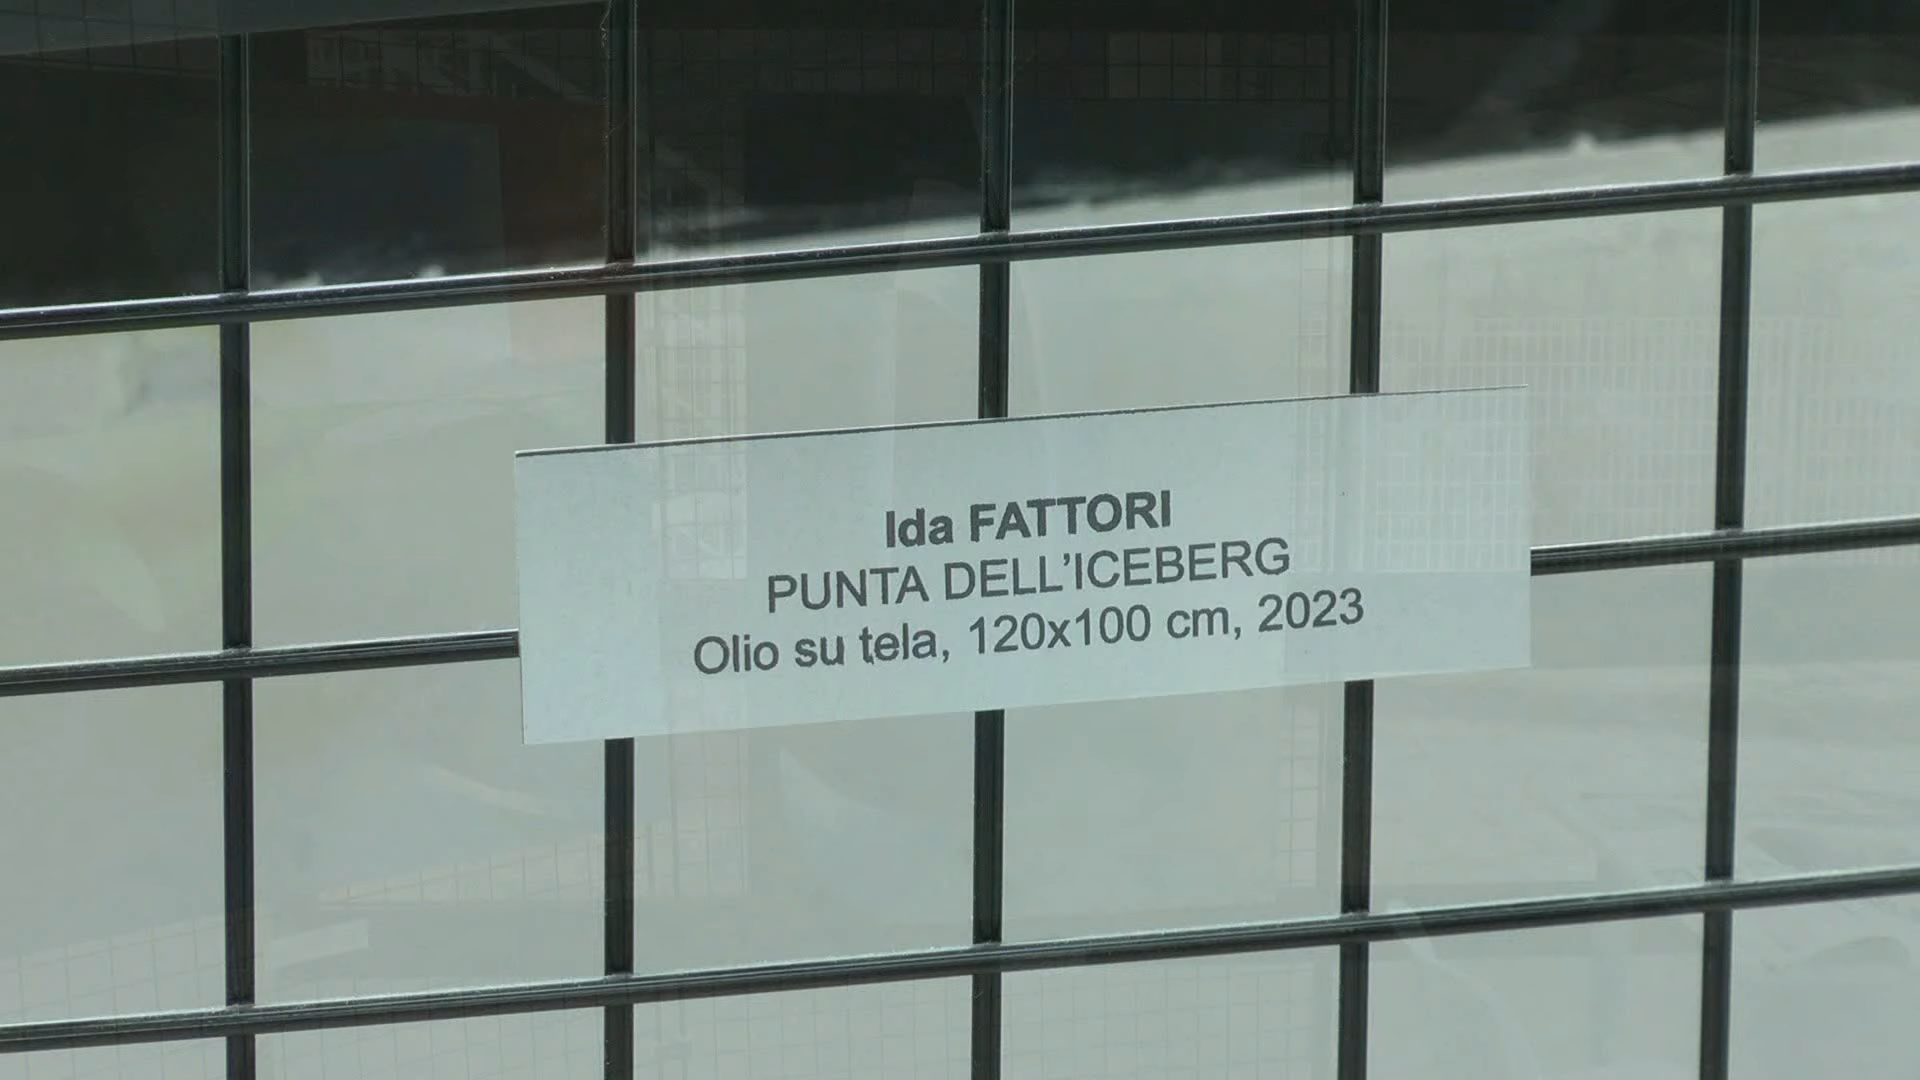 Ida FATTORI
PUNTA DELL’ICEBERG
Olio su tela, 120x100 cm, 2023